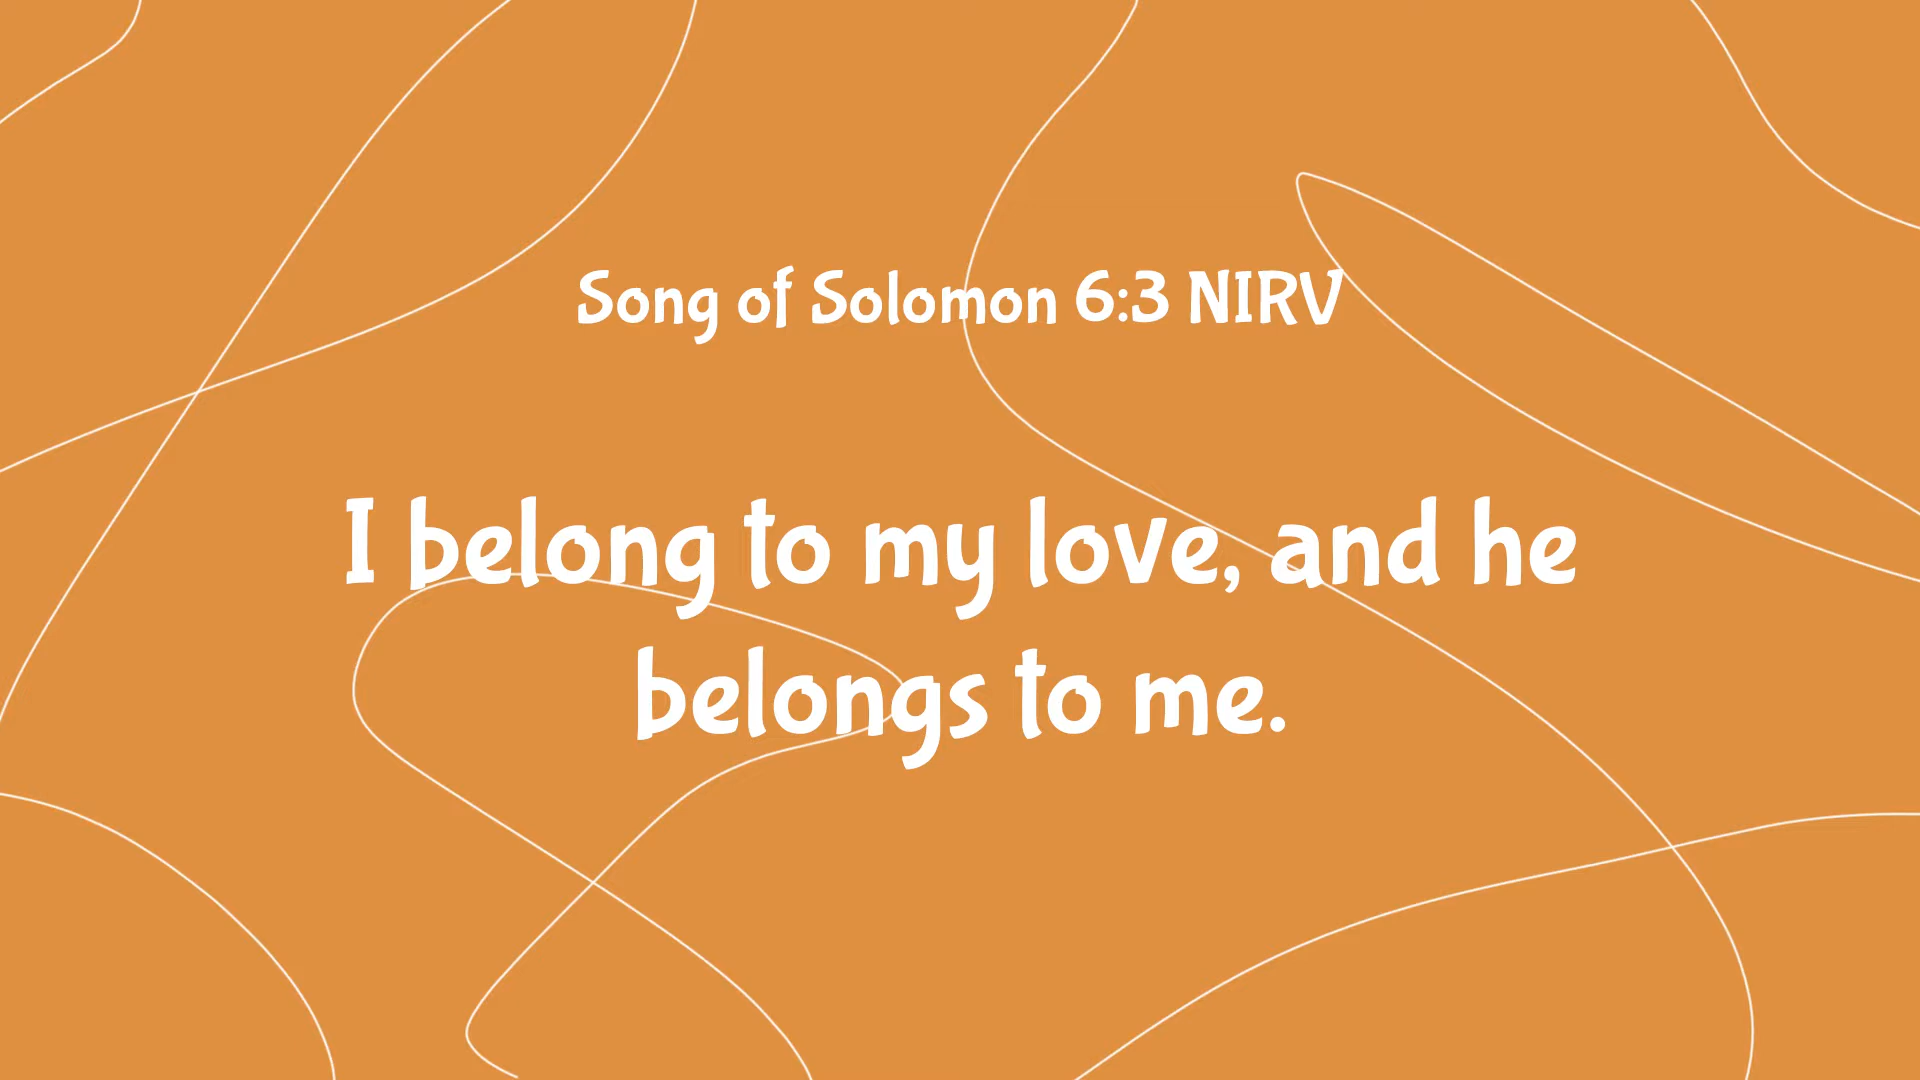 Song of Solomon 6:3 NIRV
I belong to my love, and he
belongs to me.